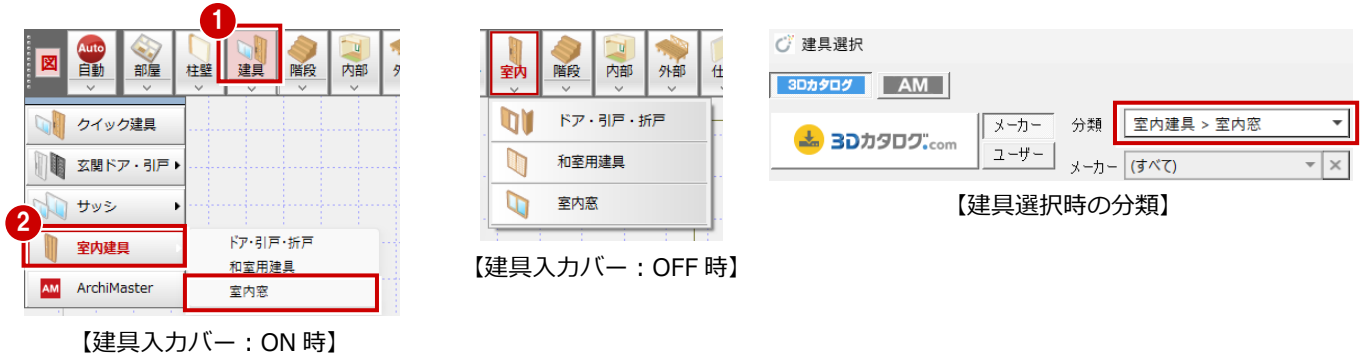 1
図
Auto
自動
部屋
柱壁
建具
階段
内部
クイック建具
玄関ドア・引戸
サッシ
2
室内建具
ドア・引戸・折戸
和室用建具
室内窓
AM
ArchiMaster
【建具入力バー：ON 時】
室内
階段
内部
外部
ドア・引戸・折戸
和室用建具
室内窓
【建具入力バー：OFF 時】
建具選択
3Dカタログ
AM
3Dカタログ.com
メーカー
ユーザー
分類
室内建具 > 室内窓
メーカー
(すべて)
【建具選択時の分類】